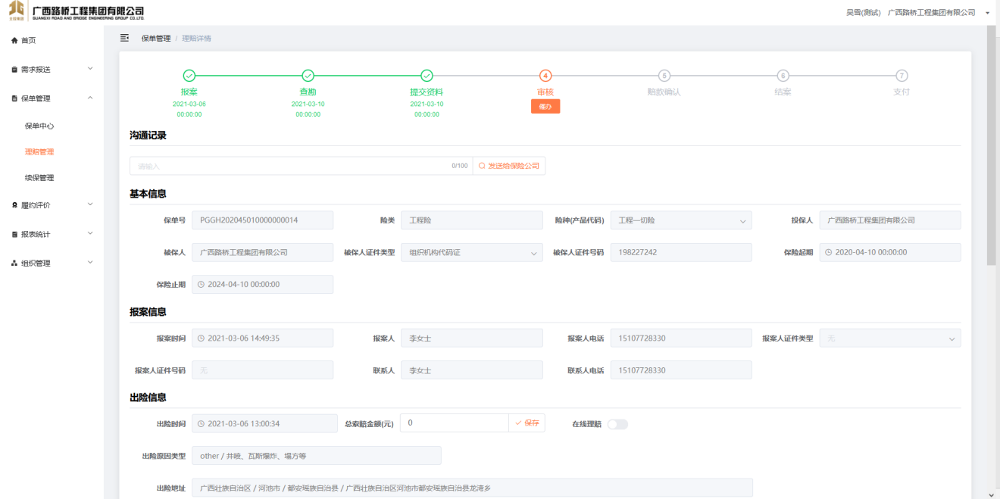 广西路桥工程集团有限公司
GUANGXI ROAD AND BRIDGE ENGINEERING GROUP CO.,LTD.
吴雪(测试) 广西路桥工程集团有限公司
首页
需求报送
保单管理
保单中心
理赔管理
续保管理
履约评价
报表统计
组织管理
保单管理 / 理赔详情
4 5 6 7
报案 查勘 提交资料 审核 赔款确认 结案 支付
2021-03-06 2021-03-10 2021-03-10 催办
00:00:00 00:00:00 00:00:00
沟通记录
请输入 0/100 发送给保险公司
基本信息
保单号 PGGH202045010000000014 险类 工程险 险种(产品代码) 工程一切险 投保人 广西路桥工程集团有限公司
被保人 广西路桥工程集团有限公司 被保人证件类型 组织机构代码证 被保人证件号码 198227242 保险起期 2020-04-10 00:00:00
保险止期 2024-04-10 00:00:00
报案信息
报案时间 2021-03-06 14:49:35 报案人 李女士 报案人电话 15107728330 报案人证件类型 无
报案人证件号码 无 联系人 李女士 联系人电话 15107728330
出险信息
出险时间 2021-03-06 13:00:34 总索赔金额(元) 0 保存 在线理赔
出险原因类型 other / 井喷、瓦斯爆炸、塌方等
出险地址 广西壮族自治区 / 河池市 / 都安瑶族自治县 / 广西壮族自治区河池市都安瑶族自治县龙湾乡